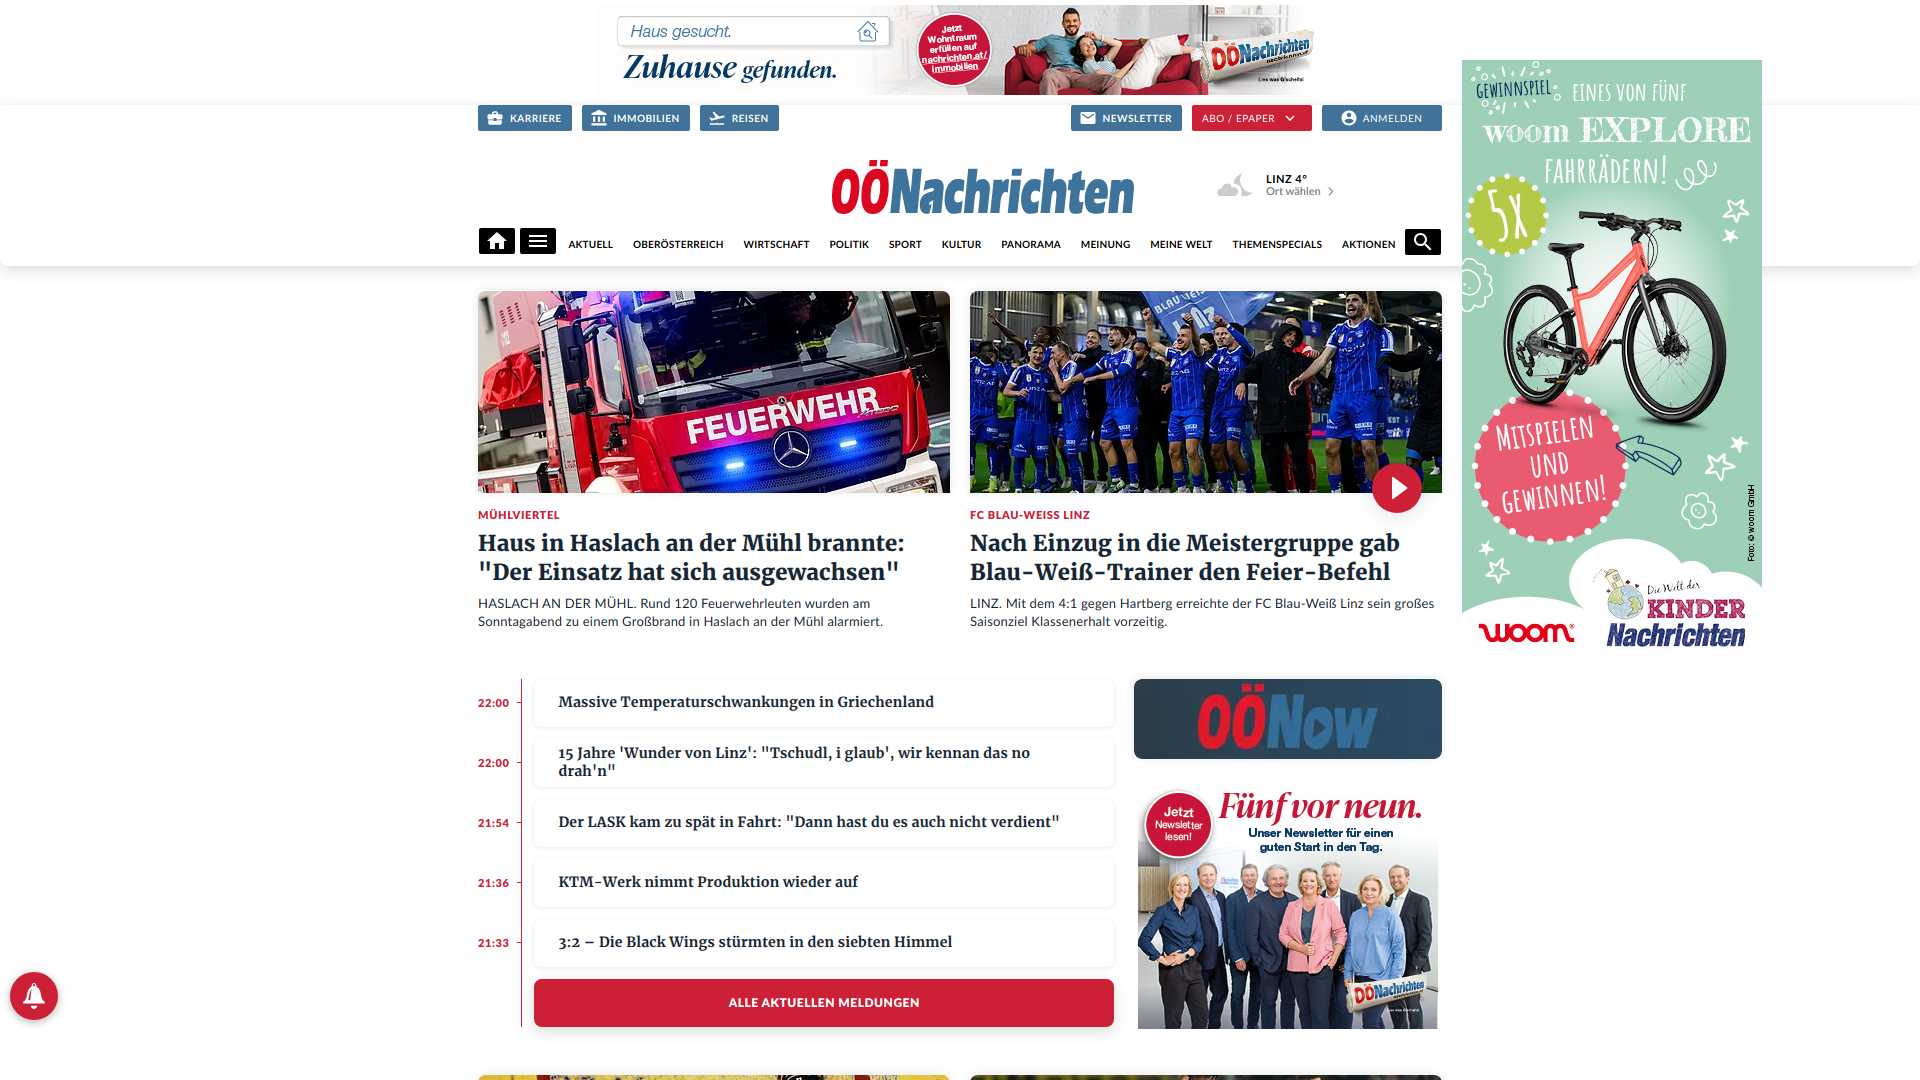 Haus gesucht.
Zuhause gefunden.
Jetzt
Wohntraum
erfüllen auf
nachrichten.at/
immobilien
OÖNachrichten
Lies was Gscheits!
KARRIERE
IMMOBILIEN
REISEN
NEWSLETTER
ABO / EPAPER
ANMELDEN
OÖNachrichten
LINZ 4°
Ort wählen
AKTUELL
OBERÖSTERREICH
WIRTSCHAFT
POLITIK
SPORT
KULTUR
PANORAMA
MEINUNG
MEINE WELT
THEMENSPECIALS
AKTIONEN
GEWINNSPIEL
EINES VON FÜNF
woom EXPLORE
FAHRRÄDERN!
5X
MITSPIELEN
UND
GEWINNEN!
Foto: © woom GmbH
woom
Die Welt der
KINDER
Nachrichten
FEUERWEHR
BLAU WEISS
Linz
MÜHLVIERTEL
Haus in Haslach an der Mühl brannte:
"Der Einsatz hat sich ausgewachsen"
HASLACH AN DER MÜHL. Rund 120 Feuerwehrleuten wurden am
Sonntagabend zu einem Großbrand in Haslach an der Mühl alarmiert.
FC BLAU-WEISS LINZ
Nach Einzug in die Meistergruppe gab
Blau-Weiß-Trainer den Feier-Befehl
LINZ. Mit dem 4:1 gegen Hartberg erreichte der FC Blau-Weiß Linz sein großes
Saisonziel Klassenerhalt vorzeitig.
22:00
Massive Temperaturschwankungen in Griechenland
22:00
15 Jahre 'Wunder von Linz': "Tschudl, i glaub', wir kennan das no
drah'n"
21:54
Der LASK kam zu spät in Fahrt: "Dann hast du es auch nicht verdient"
21:36
KTM-Werk nimmt Produktion wieder auf
21:33
3:2 – Die Black Wings stürmten in den siebten Himmel
ALLE AKTUELLEN MELDUNGEN
OÖNow
Jetzt
Newsletter
lesen!
Fünf vor neun.
Unser Newsletter für einen
guten Start in den Tag.
OÖNachrichten